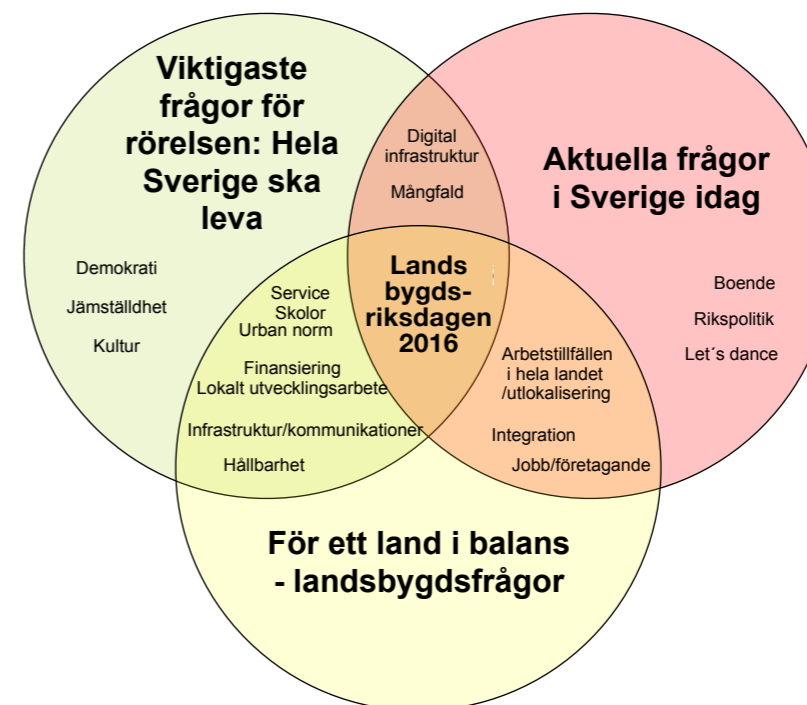 Viktigaste
frågor för
rörelsen: Hela
Sverige ska
leva
Demokrati
Jämställdhet
Kultur
Digital
infrastruktur
Mångfald
Aktuella frågor
i Sverige idag
Boende
Rikspolitik
Let´s dance
Service
Skolor
Urban norm
Finansiering
Lokalt utvecklingsarbete
Infrastruktur/kommunikationer
Hållbarhet
Lands
bygds-
riksdagen
2016
Arbetstillfällen
i hela landet
/utlokalisering
Integration
Jobb/företagande
För ett land i balans
- landsbygdsfrågor